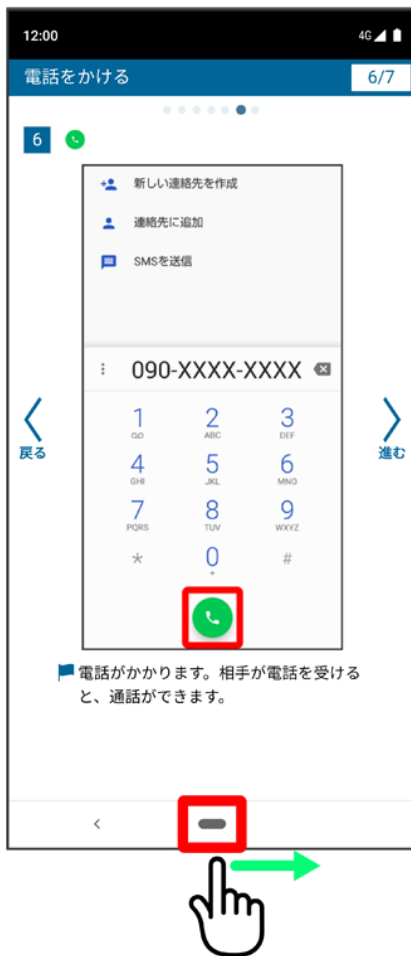 12:00 4G
電話をかける 6/7
6
新しい連絡先を作成
連絡先に追加
SMSを送信
090-XXXX-XXXX
1 2 3
ABC DEF
4 5 6
GHI JKL MNO
7 8 9
PQRS TUV WXYZ
* 0 #
+
戻る
進む
電話がかかります。相手が電話を受ける
と、通話ができます。